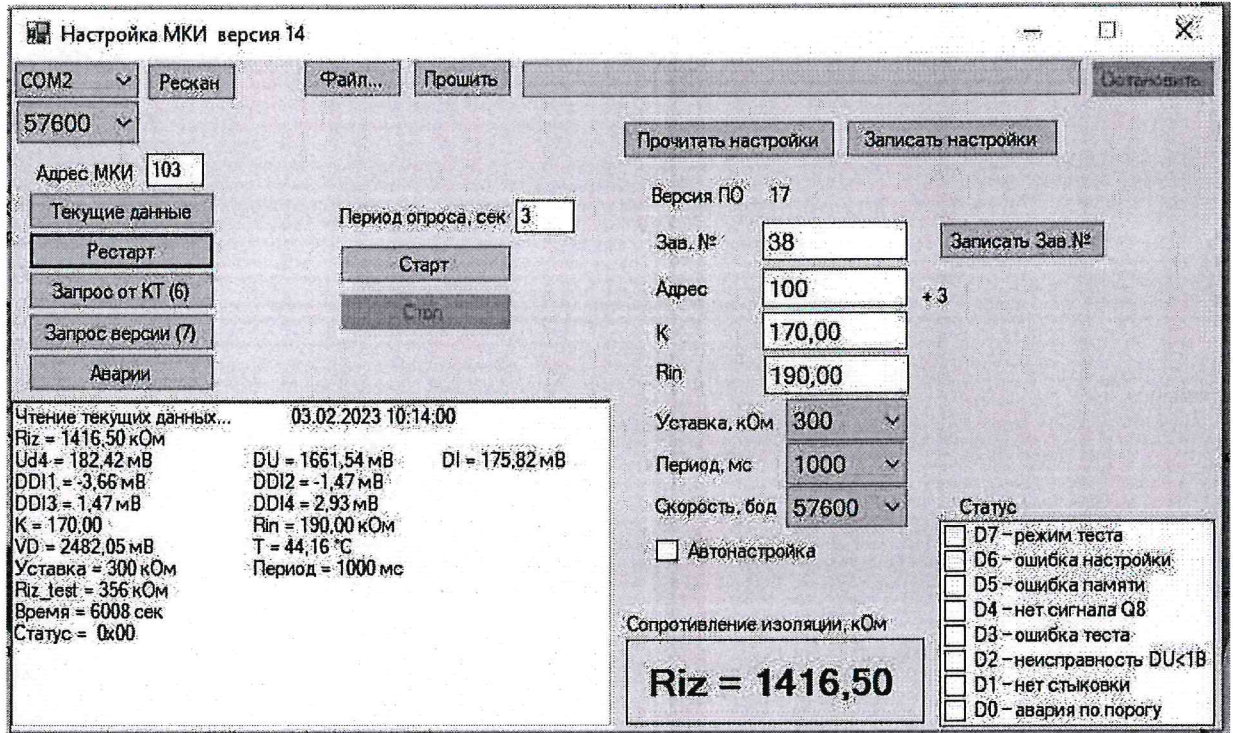 Настройка МКИ версия 14
COM2 Рескан Файл... Прошить Остановить
57600
Прочитать настройки Записать настройки
Адрес МКИ 103
Версия ПО 17
Текущие данные
Период опроса, сек 3
Зав. № 38 Записать Зав.№
Рестарт
Старт
Адрес 100 + 3
Запрос от КТ (6)
Стоп
K 170,00
Запрос версии (7)
Rin 190,00
Аварии
Чтение текущих данных... 03.02.2023 10:14:00
Riz = 1416,50 кОм
Ud4 = 182,42 мВ DU = 1661,54 мВ DI = 175,82 мВ
DDI1 = -3,66 мВ DDI2 = -1,47 мВ
DDI3 = 1,47 мВ DDI4 = 2,93 мВ
K = 170,00 Rin = 190,00 кОм
VD = 2482,05 мВ T = 44,16 °C
Уставка = 300 кОм Период = 1000 мс
Riz_test = 356 кОм
Время = 6008 сек
Статус = 0x00
Уставка, кОм 300
Период, мс 1000
Скорость, бод 57600
Автонастройка
Сопротивление изоляции, кОм
Riz = 1416,50
Статус
D7 - режим теста
D6 - ошибка настройки
D5 - ошибка памяти
D4 - нет сигнала Q8
D3 - ошибка теста
D2 - неисправность DU<1В
D1 - нет стыковки
D0 - авария по порогу